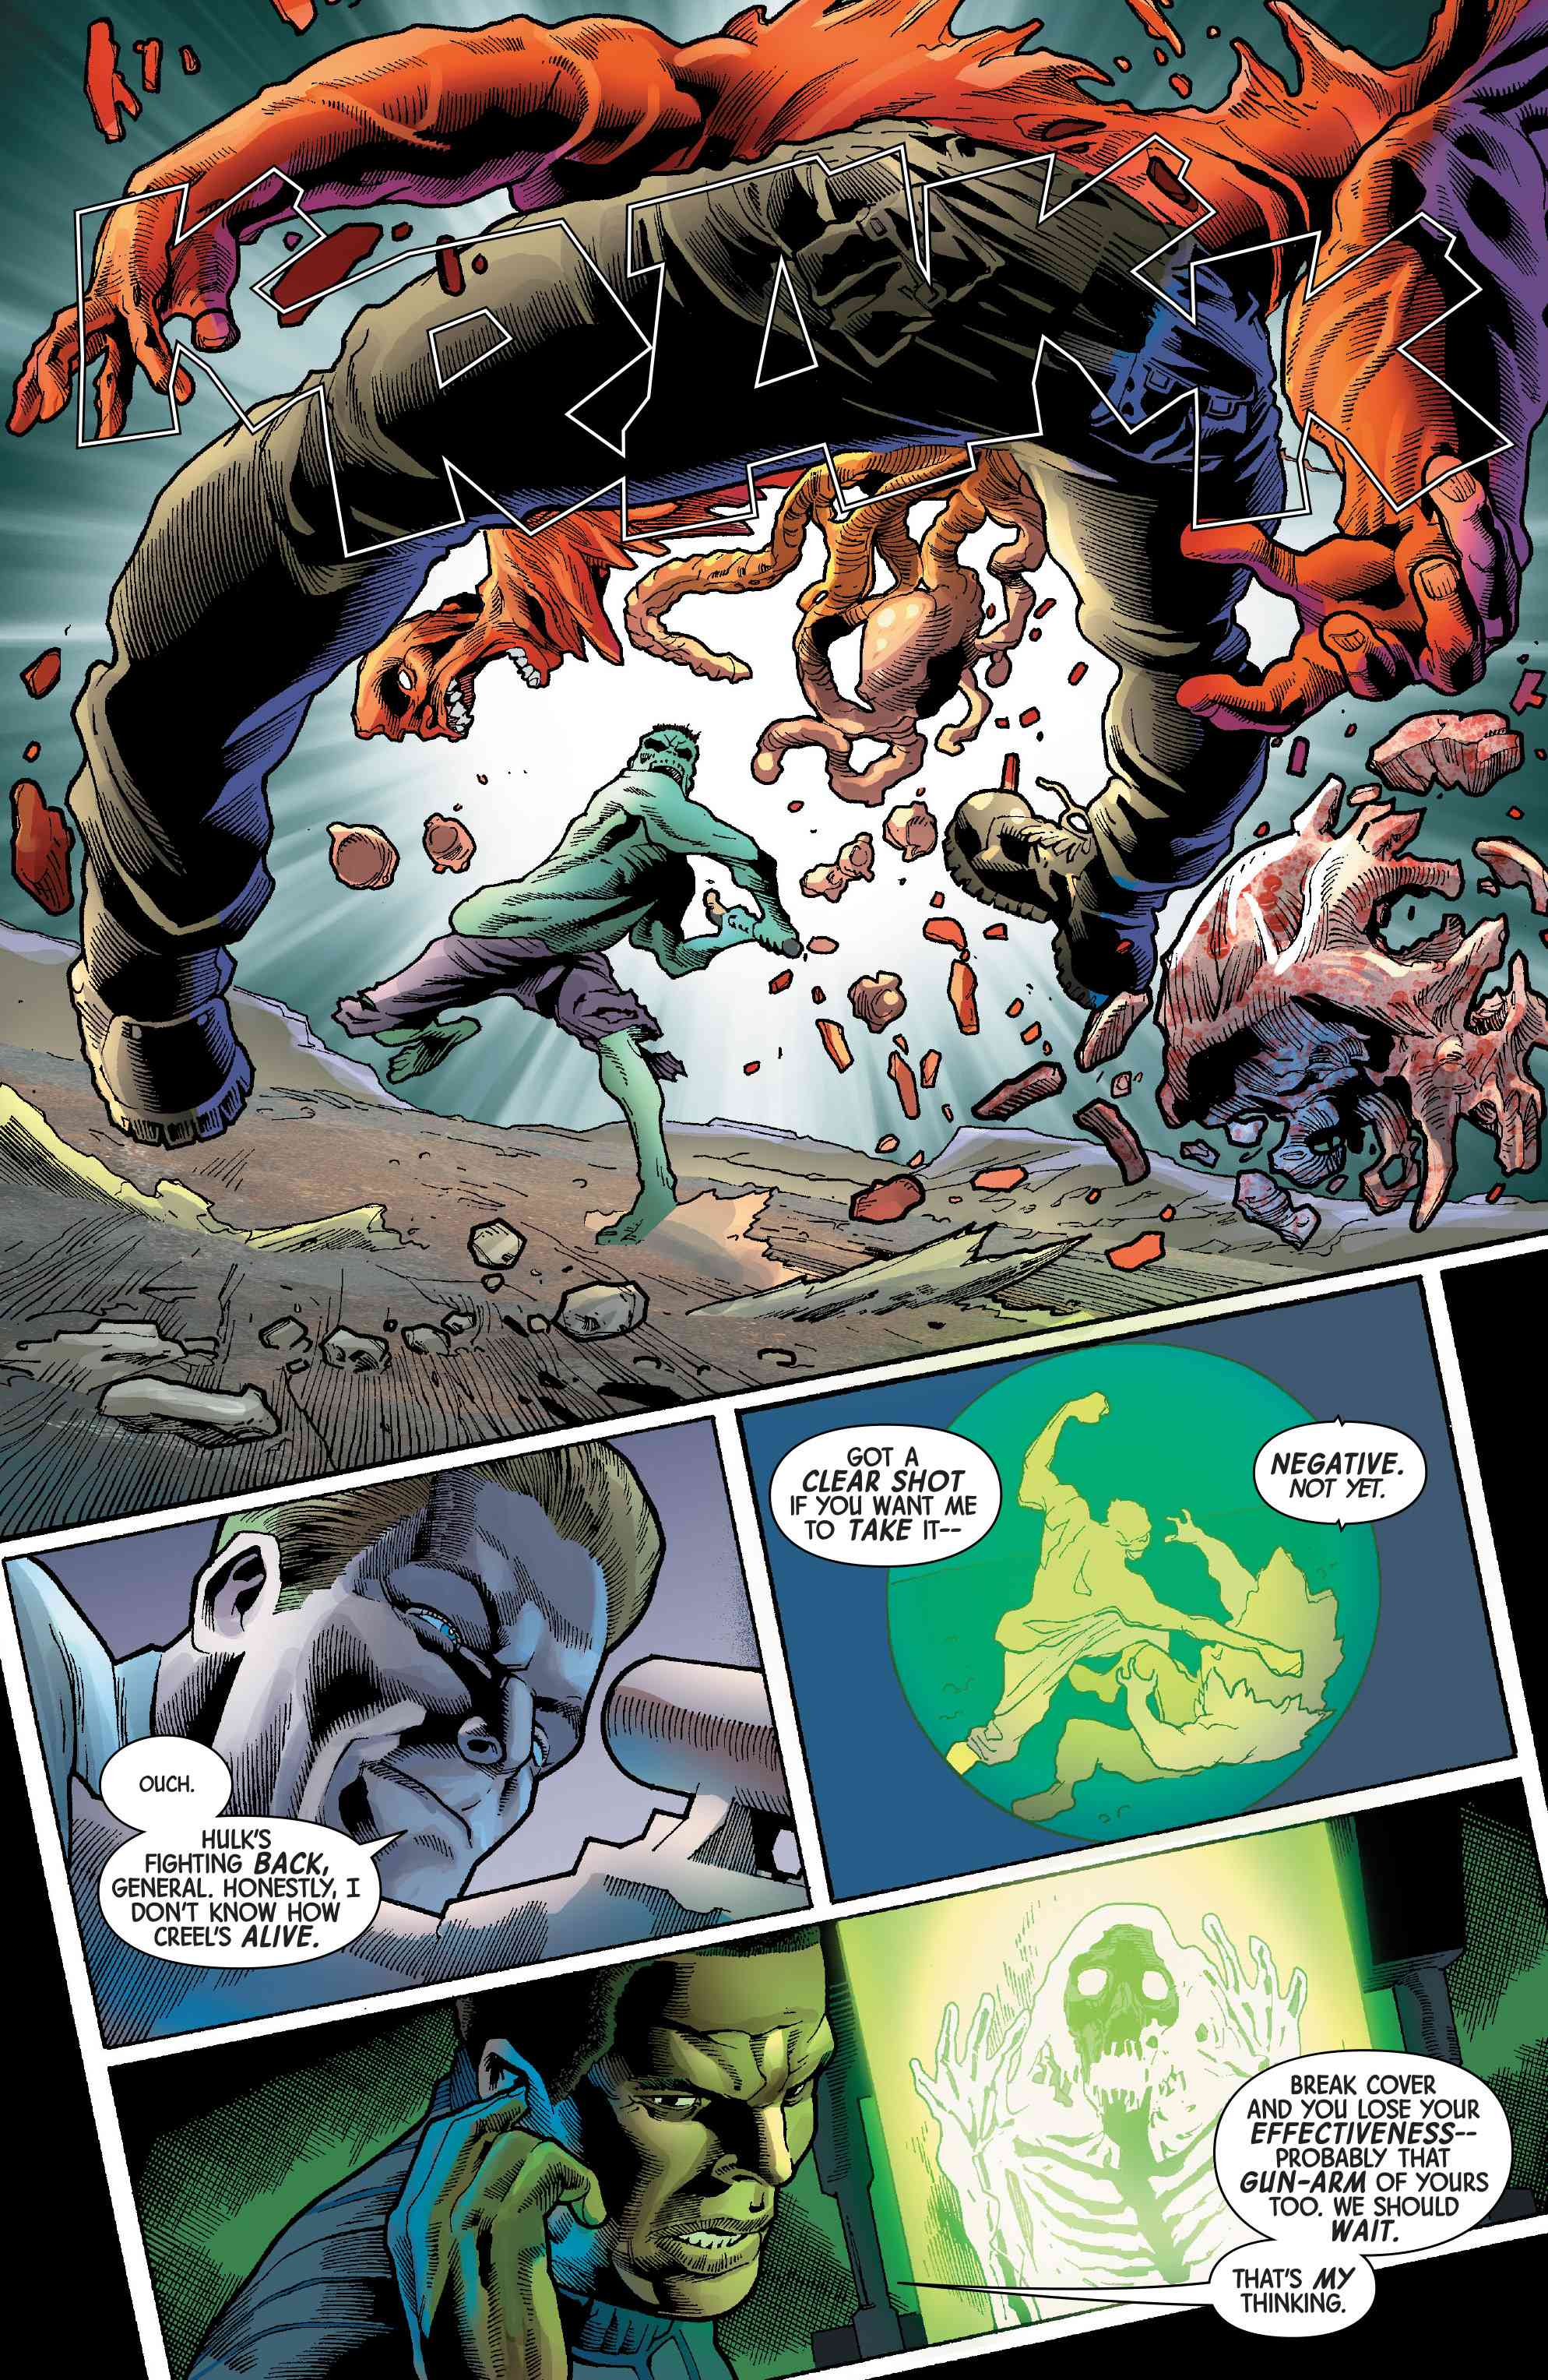 KRAKK
GOT A
CLEAR SHOT
IF YOU WANT ME
TO TAKE IT--
NEGATIVE.
NOT YET.
OUCH.
HULK'S
FIGHTING BACK,
GENERAL. HONESTLY, I
DON'T KNOW HOW
CREEL'S ALIVE.
BREAK COVER
AND YOU LOSE YOUR
EFFECTIVENESS--
PROBABLY THAT
GUN-ARM OF YOURS
TOO. WE SHOULD
WAIT.
THAT'S MY
THINKING.